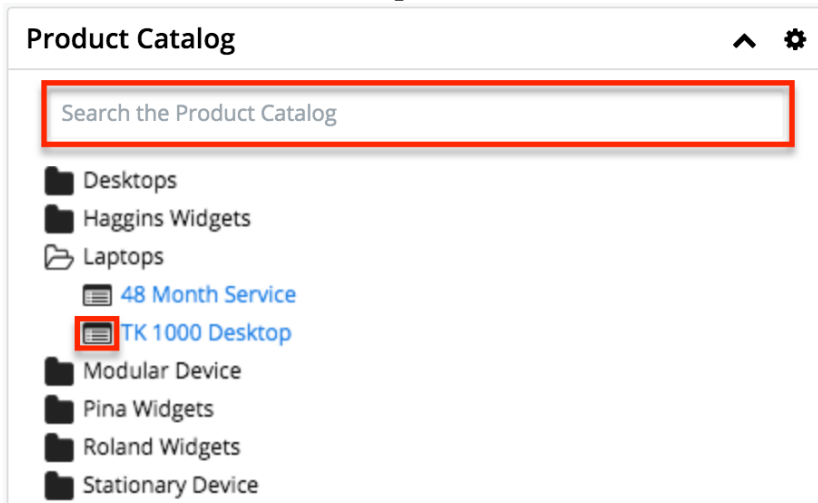 Product Catalog
Search the Product Catalog
Desktops
Haggins Widgets
Laptops
48 Month Service
TK 1000 Desktop
Modular Device
Pina Widgets
Roland Widgets
Stationary Device